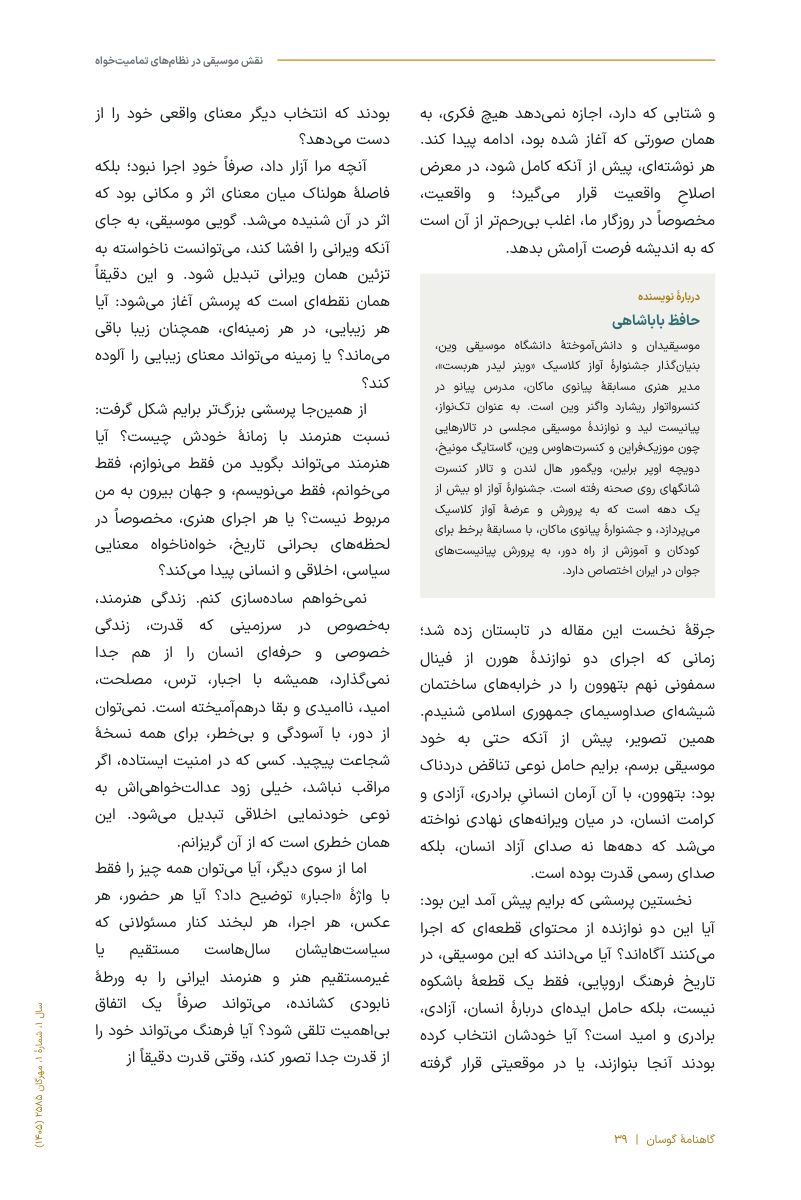 نقش موسیقی در نظام‌های تمامیت‌خواه
و شتابی که دارد، اجازه نمی‌دهد هیچ فکری، به
همان صورتی که آغاز شده بود، ادامه پیدا کند.
هر نوشته‌ای، پیش از آنکه کامل شود، در معرض
اصلاحِ واقعیت قرار می‌گیرد؛ و واقعیت،
مخصوصاً در روزگار ما، اغلب بی‌رحم‌تر از آن است
که به اندیشه فرصت آرامش بدهد.
دربارهٔ نویسنده
حافظ باباشاهی
موسیقیدان و دانش‌آموختهٔ دانشگاه موسیقی وین،
بنیان‌گذار جشنوارهٔ آواز کلاسیک «وینر لیدر هربست»،
مدیر هنری مسابقهٔ پیانوی ماکان، مدرس پیانو در
کنسرواتوار ریشارد واگنر وین است. به عنوان تک‌نواز،
پیانیست لید و نوازندهٔ موسیقی مجلسی در تالارهایی
چون موزیک‌فراین و کنسرت‌هاوس وین، گاستایگ مونیخ،
دویچه اوپر برلین، ویگمور هال لندن و تالار کنسرت
شانگهای روی صحنه رفته است. جشنوارهٔ آواز او بیش از
یک دهه است که به پرورش و عرضهٔ آواز کلاسیک
می‌پردازد، و جشنوارهٔ پیانوی ماکان، با مسابقهٔ برخط برای
کودکان و آموزش از راه دور، به پرورش پیانیست‌های
جوان در ایران اختصاص دارد.
جرقهٔ نخست این مقاله در تابستان زده شد؛
زمانی که اجرای دو نوازندهٔ هورن از فینال
سمفونی نهم بتهوون را در خرابه‌های ساختمان
شیشه‌ای صداوسیمای جمهوری اسلامی شنیدم.
همین تصویر، پیش از آنکه حتی به خود
موسیقی برسم، برایم حامل نوعی تناقض دردناک
بود: بتهوون، با آن آرمان انسانیِ برادری، آزادی و
کرامت انسان، در میان ویرانه‌های نهادی نواخته
می‌شد که دهه‌ها نه صدای آزاد انسان، بلکه
صدای رسمی قدرت بوده است.
نخستین پرسشی که برایم پیش آمد این بود:
آیا این دو نوازنده از محتوای قطعه‌ای که اجرا
می‌کنند آگاه‌اند؟ آیا می‌دانند که این موسیقی، در
تاریخ فرهنگ اروپایی، فقط یک قطعهٔ باشکوه
نیست، بلکه حامل ایده‌ای دربارهٔ انسان، آزادی،
برادری و امید است؟ آیا خودشان انتخاب کرده
بودند آنجا بنوازند، یا در موقعیتی قرار گرفته
بودند که انتخاب دیگر معنای واقعی خود را از
دست می‌دهد؟
آنچه مرا آزار داد، صرفاً خودِ اجرا نبود؛ بلکه
فاصلهٔ هولناک میان معنای اثر و مکانی بود که
اثر در آن شنیده می‌شد. گویی موسیقی، به جای
آنکه ویرانی را افشا کند، می‌توانست ناخواسته به
تزئین همان ویرانی تبدیل شود. و این دقیقاً
همان نقطه‌ای است که پرسش آغاز می‌شود: آیا
هر زیبایی، در هر زمینه‌ای، همچنان زیبا باقی
می‌ماند؟ یا زمینه می‌تواند معنای زیبایی را آلوده
کند؟
از همین‌جا پرسشی بزرگ‌تر برایم شکل گرفت:
نسبت هنرمند با زمانهٔ خودش چیست؟ آیا
هنرمند می‌تواند بگوید من فقط می‌نوازم، فقط
می‌خوانم، فقط می‌نویسم، و جهان بیرون به من
مربوط نیست؟ یا هر اجرای هنری، مخصوصاً در
لحظه‌های بحرانی تاریخ، خواه‌ناخواه معنایی
سیاسی، اخلاقی و انسانی پیدا می‌کند؟
نمی‌خواهم ساده‌سازی کنم. زندگی هنرمند،
به‌خصوص در سرزمینی که قدرت، زندگی
خصوصی و حرفه‌ای انسان را از هم جدا
نمی‌گذارد، همیشه با اجبار، ترس، مصلحت،
امید، ناامیدی و بقا درهم‌آمیخته است. نمی‌توان
از دور، با آسودگی و بی‌خطر، برای همه نسخهٔ
شجاعت پیچید. کسی که در امنیت ایستاده، اگر
مراقب نباشد، خیلی زود عدالت‌خواهی‌اش به
نوعی خودنمایی اخلاقی تبدیل می‌شود. این
همان خطری است که از آن گریزانم.
اما از سوی دیگر، آیا می‌توان همه چیز را فقط
با واژهٔ «اجبار» توضیح داد؟ آیا هر حضور، هر
عکس، هر اجرا، هر لبخند کنار مسئولانی که
سیاست‌هایشان سال‌هاست مستقیم یا
غیرمستقیم هنر و هنرمند ایرانی را به ورطهٔ
نابودی کشانده، می‌تواند صرفاً یک اتفاق
بی‌اهمیت تلقی شود؟ آیا فرهنگ می‌تواند خود را
از قدرت جدا تصور کند، وقتی قدرت دقیقاً از
سال ۱، شمارهٔ ۱، مهرگان ۲۵۸۵ (۱۴۰۵)
گاهنامهٔ گوسان | ۳۹